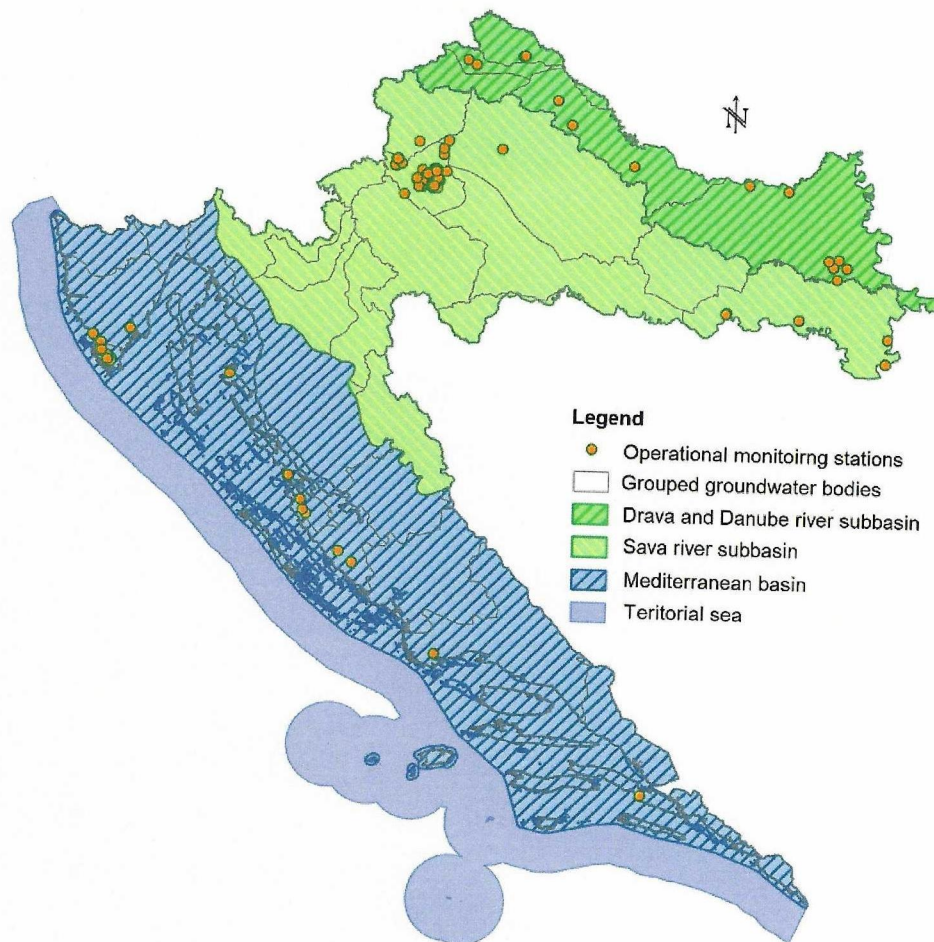 N
Legend
Operational monitoirng stations
Grouped groundwater bodies
Drava and Danube river subbasin
Sava river subbasin
Mediterranean basin
Teritorial sea